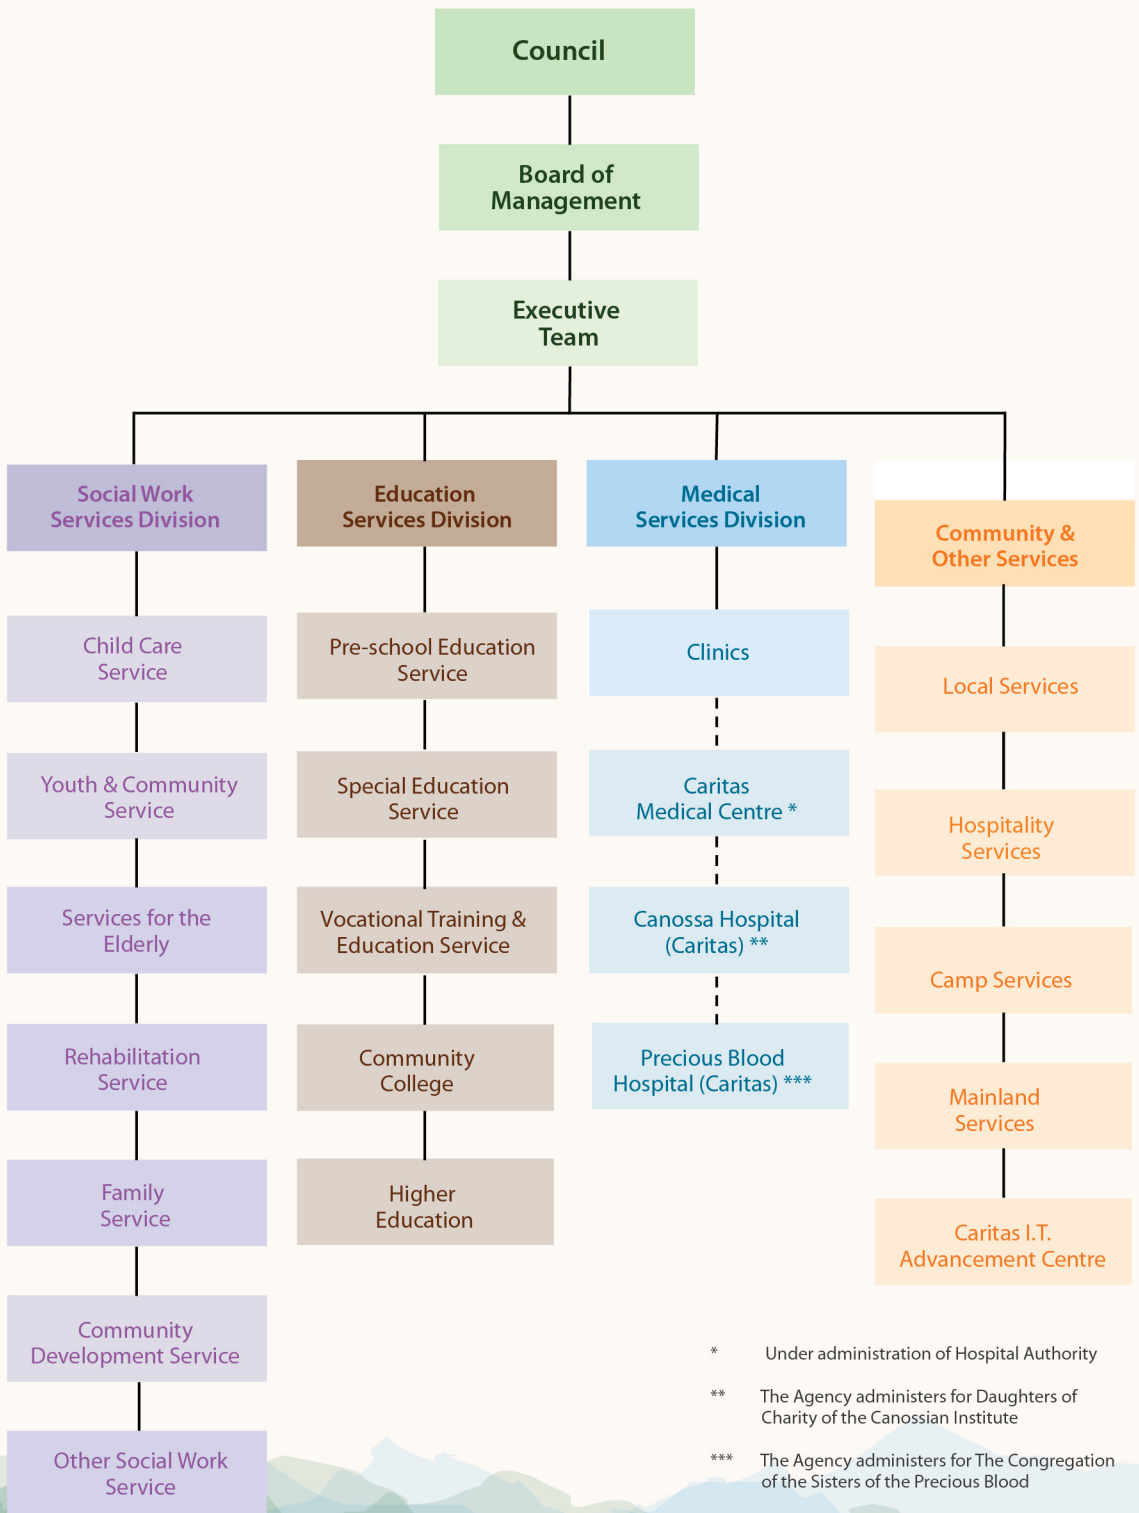 Council
Board of
Management
Executive
Team
Social Work
Services Division
Child Care
Service
Youth & Community
Service
Services for the
Elderly
Rehabilitation
Service
Family
Service
Community
Development Service
Other Social Work
Service
Education
Services Division
Pre-school Education
Service
Special Education
Service
Vocational Training &
Education Service
Community
College
Higher
Education
Medical
Services Division
Clinics
Caritas
Medical Centre *
Canossa Hospital
(Caritas) **
Precious Blood
Hospital (Caritas) ***
Community &
Other Services
Local Services
Hospitality
Services
Camp Services
Mainland
Services
Caritas I.T.
Advancement Centre
* Under administration of Hospital Authority
** The Agency administers for Daughters of
Charity of the Canossian Institute
*** The Agency administers for The Congregation
of the Sisters of the Precious Blood